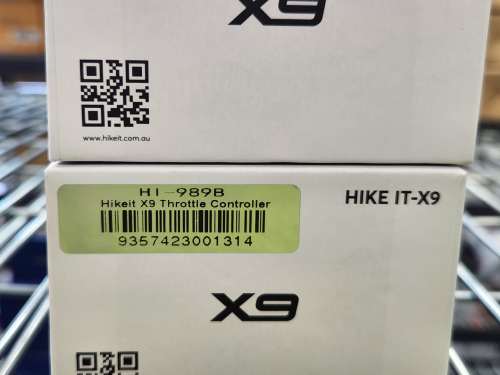 X9
www.hikeit.com.au
HI-989B
Hikeit X9 Throttle Controller
9357423001314
HIKE IT-X9
X9